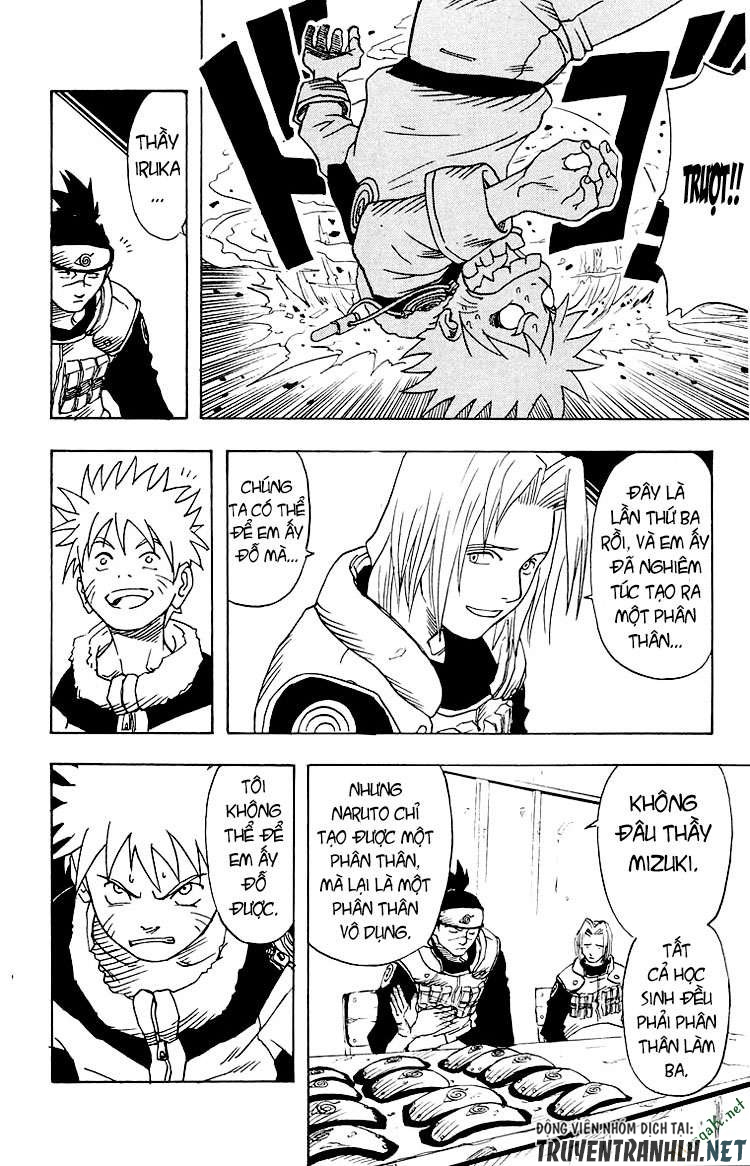 TRƯỢT!!
ドコ
THẦY
IRUKA
...
ĐÂY LÀ
LẦN THỨ BA
RỒI, VÀ EM ẤY
ĐÃ NGHIÊM
TÚC TẠO RA
MỘT PHÂN
THÂN...
CHÚNG
TA CÓ THỂ
ĐỂ EM ẤY
ĐỖ MÀ...
KHÔNG
ĐÂU THẦY
MIZUKI.
TẤT
CẢ HỌC
SINH ĐỀU
PHẢI PHÂN
THÂN LÀM
BA.
NHƯNG
NARUTO CHỈ
TẠO ĐƯỢC MỘT
PHÂN THÂN,
MÀ LẠI LÀ MỘT
PHÂN THÂN
VÔ DỤNG.
TÔI
KHÔNG
THỂ ĐỂ
EM ẤY
ĐỖ
ĐƯỢC.
ĐỘNG VIÊN NHÓM DỊCH TẠI:
TRUYENTRANHLH.NET